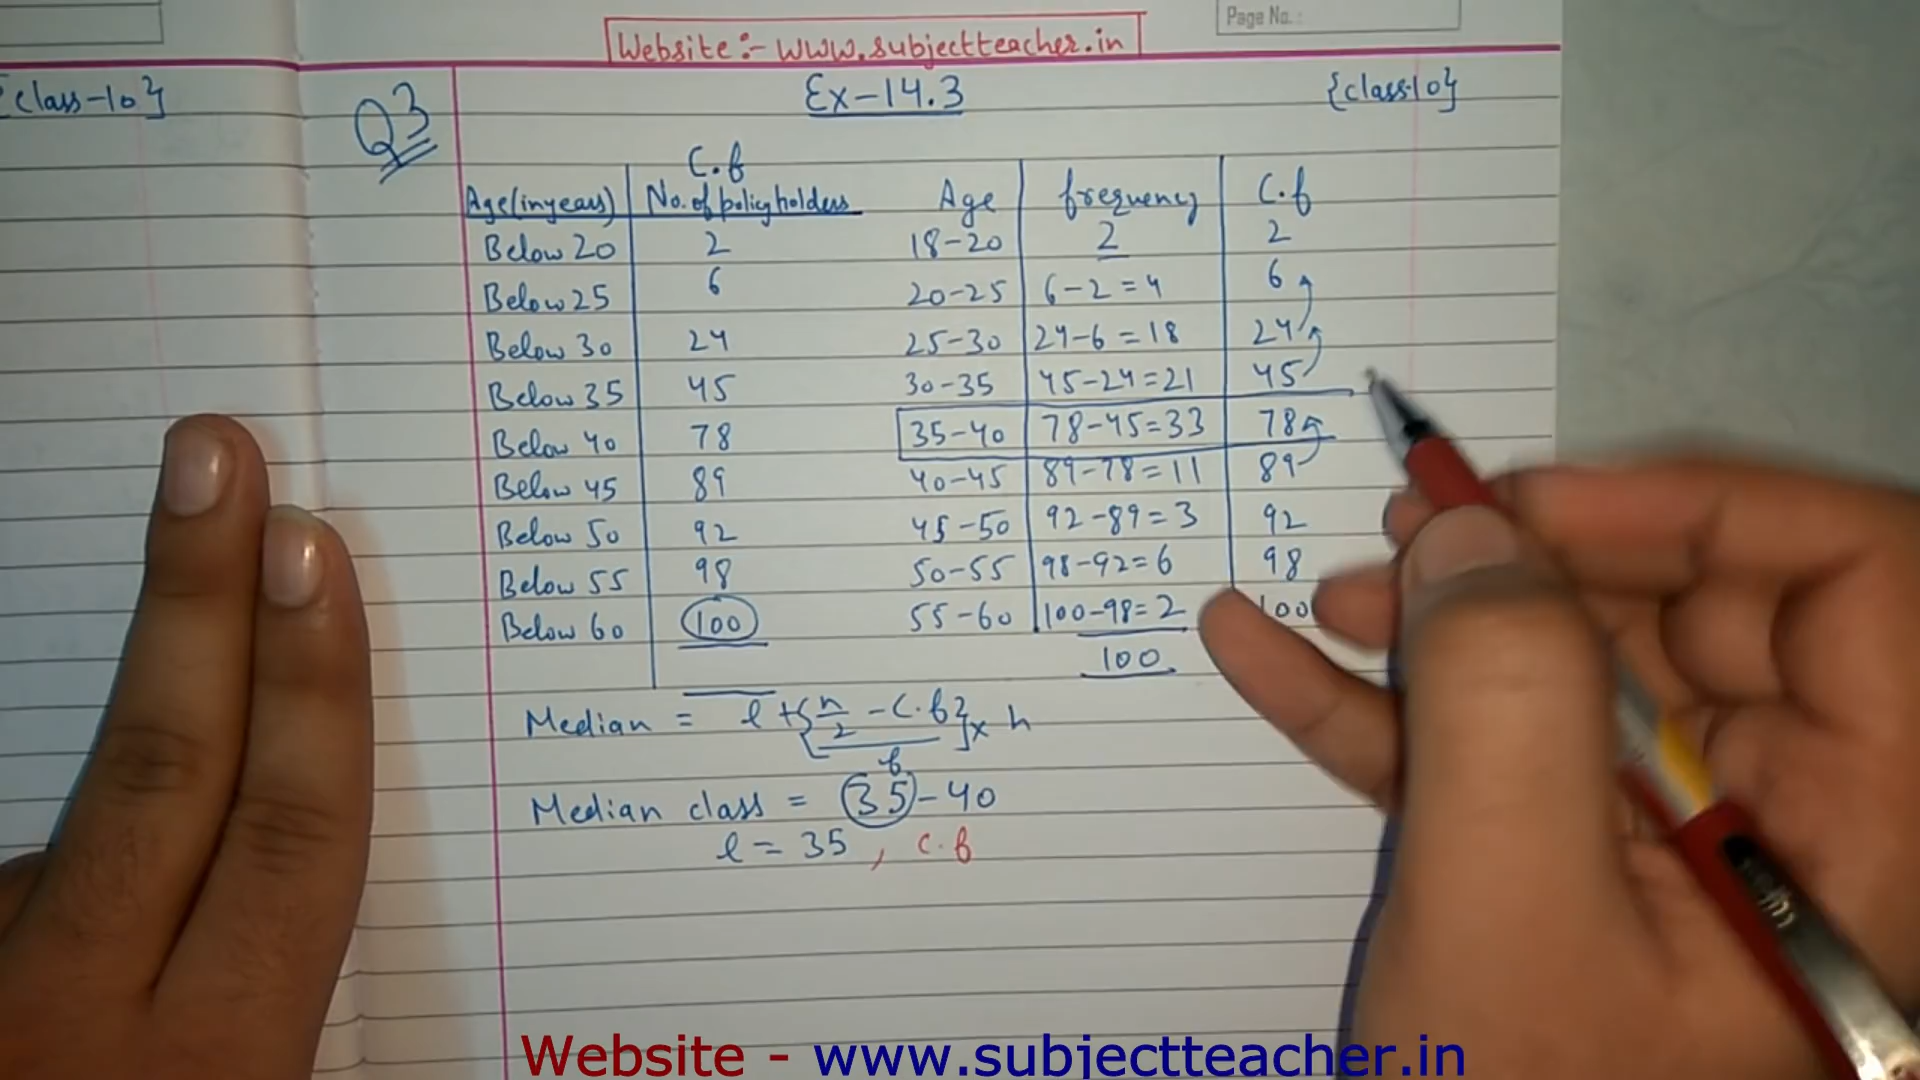 Page No. :
Website:- www.subjectteacher.in
{class-10}
Q3
Ex-14.3
{class-10}
C.f
Age(in years) No. of policy holders Age frequency C.f
Below 20 2 18-20 2 2
Below 25 6 20-25 6-2=4 6
Below 30 24 25-30 24-6=18 24
Below 35 45 30-35 45-24=21 45
Below 40 78 35-40 78-45=33 78
Below 45 89 40-45 89-78=11 89
Below 50 92 45-50 92-89=3 92
Below 55 98 50-55 98-92=6 98
Below 60 100 55-60 100-98=2 100
100
Median = l+{n/2 - C.f}/f x h
Median class = 35-40
l = 35, C.f
Website - www.subjectteacher.in